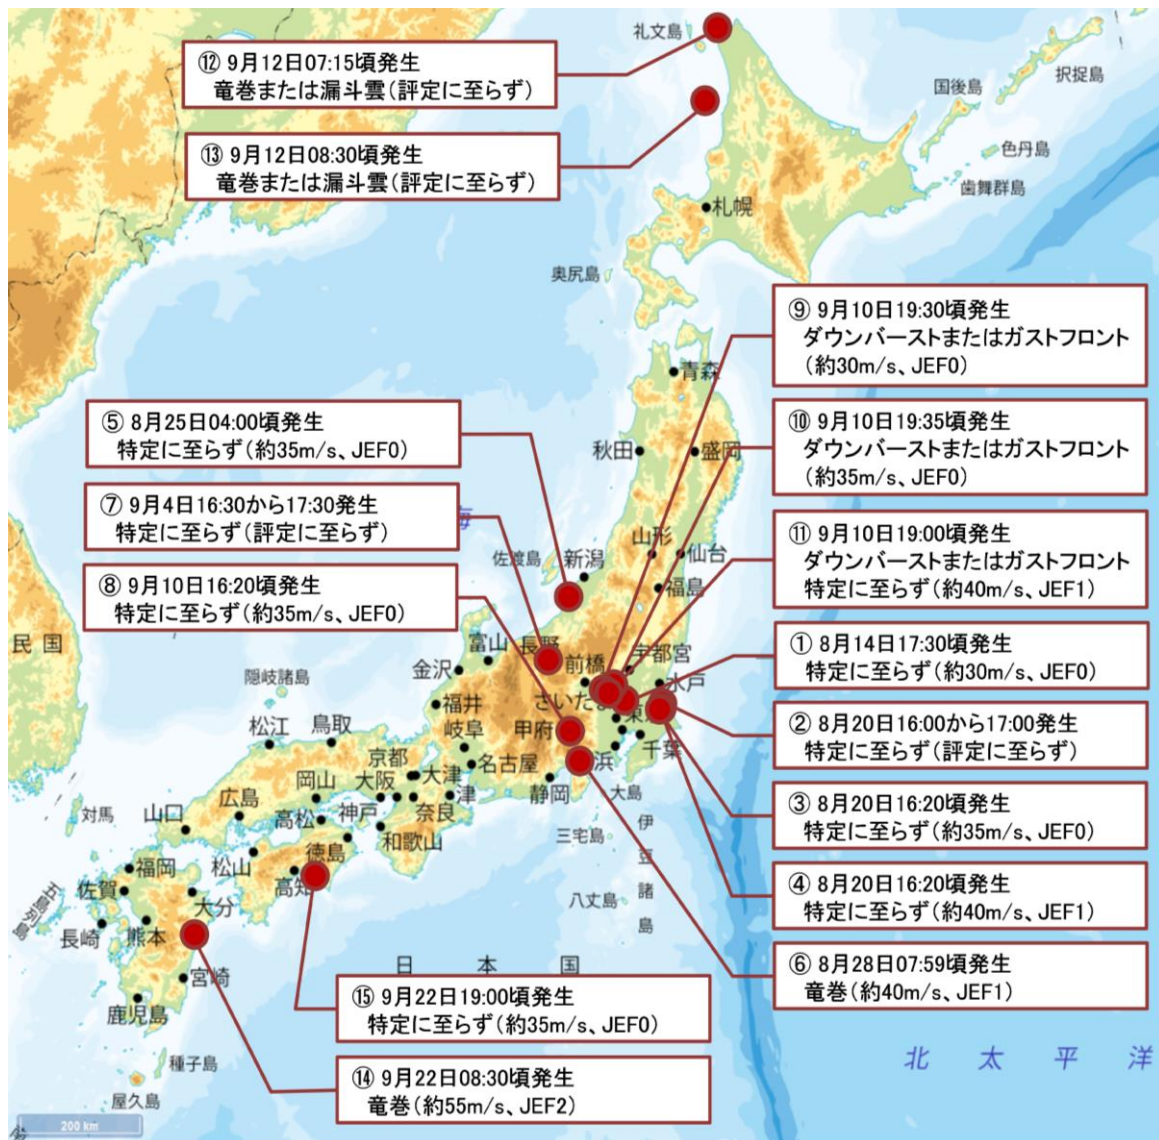 ⑫ 9月12日07:15頃発生
竜巻または漏斗雲(評定に至らず)
⑬ 9月12日08:30頃発生
竜巻または漏斗雲(評定に至らず)
礼文島
択捉島
国後島
色丹島
歯舞群島
札幌
奥尻島
⑨ 9月10日19:30頃発生
ダウンバーストまたはガストフロント
(約30m/s、JEF0)
青森
⑩ 9月10日19:35頃発生
ダウンバーストまたはガストフロント
(約35m/s、JEF0)
⑤ 8月25日04:00頃発生
特定に至らず(約35m/s、JEF0)
秋田
盛岡
⑦ 9月4日16:30から17:30発生
特定に至らず(評定に至らず)
海
⑪ 9月10日19:00頃発生
ダウンバーストまたはガストフロント
特定に至らず(約40m/s、JEF1)
山形
仙台
佐渡島
新潟
福島
⑧ 9月10日16:20頃発生
特定に至らず(約35m/s、JEF0)
民国
① 8月14日17:30頃発生
特定に至らず(約30m/s、JEF0)
富山
長野
前橋
宇都宮
金沢
水戸
さいたま
隠岐諸島
福井
② 8月20日16:00から17:00発生
特定に至らず(評定に至らず)
松江
鳥取
岐阜
甲府
東
千葉
京都
大津
名古屋
浜
岡山
大阪
静岡
大島
③ 8月20日16:20頃発生
特定に至らず(約35m/s、JEF0)
対馬
山口
広島
高松
神戸
奈良
津
三宅島
伊豆諸島
和歌山
④ 8月20日16:20頃発生
特定に至らず(約40m/s、JEF1)
福岡
松山
徳島
佐賀
高知
八丈島
大分
五島列島
長崎
熊本
⑥ 8月28日07:59頃発生
竜巻(約40m/s、JEF1)
日本国
宮崎
⑮ 9月22日19:00頃発生
特定に至らず(約35m/s、JEF0)
鹿児島
北太平洋
種子島
⑭ 9月22日08:30頃発生
竜巻(約55m/s、JEF2)
屋久島
200 km